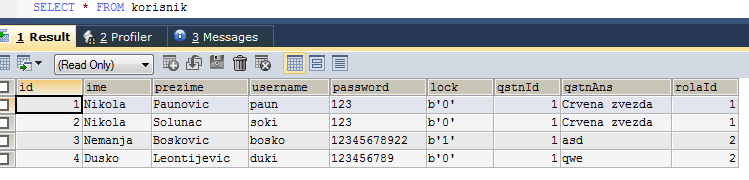 SELECT * FROM korisnik
1 Result 2 Profiler 3 Messages
(Read Only)
id ime prezime username password lock qstnId qstnAns rolaId
1 Nikola Paunovic paun 123 b'0' 1 Crvena zvezda 1
2 Nikola Solunac soki 123 b'0' 1 Crvena zvezda 1
3 Nemanja Boskovic bosko 12345678922 b'1' 1 asd 2
4 Dusko Leontijevic duki 123456789 b'0' 1 qwe 2